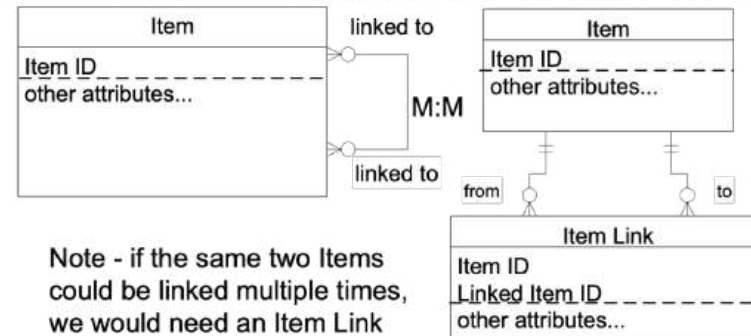 Item
Item ID
other attributes...
linked to
M:M
linked to
Item
Item ID
other attributes...
from
to
Item Link
Item ID
Linked Item ID
other attributes...
Note - if the same two Items
could be linked multiple times,
we would need an Item Link